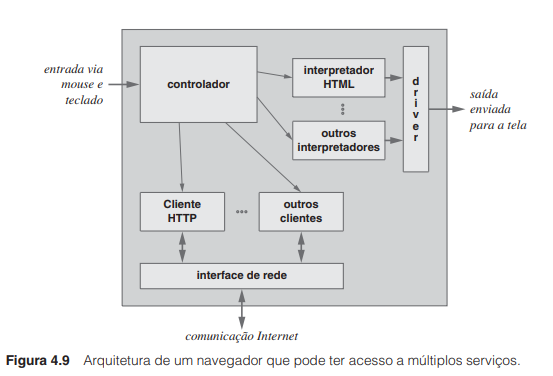 entrada via
mouse e
teclado
controlador
interpretador
HTML
outros
interpretadores
driver
saída
enviada
para a tela
Cliente
HTTP
outros
clientes
interface de rede
comunicação Internet
Figura 4.9 Arquitetura de um navegador que pode ter acesso a múltiplos serviços.